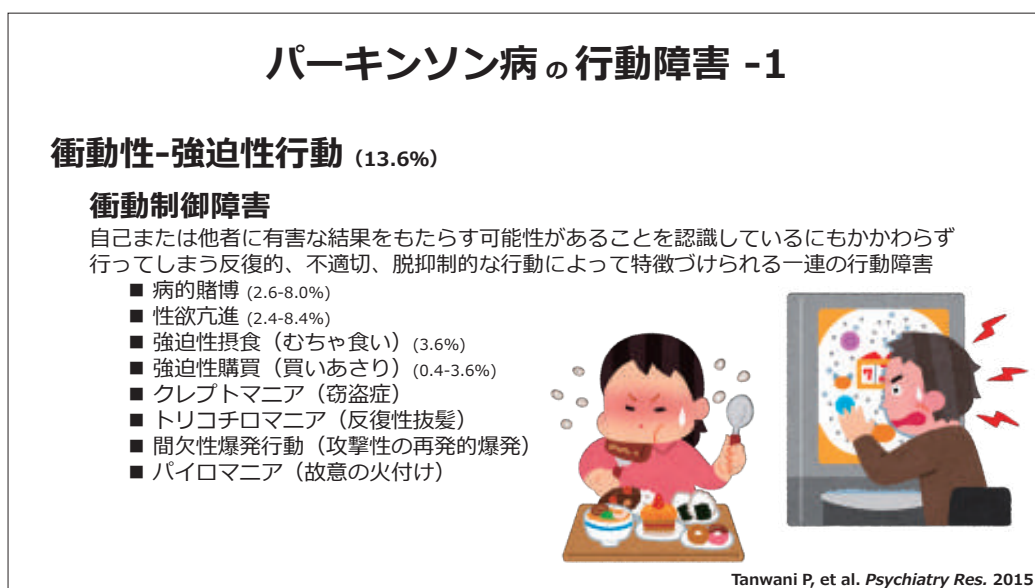 パーキンソン病の行動障害 -1
衝動性-強迫性行動（13.6%）
衝動制御障害
自己または他者に有害な結果をもたらす可能性があることを認識しているにもかかわらず
行ってしまう反復的、不適切、脱抑制的な行動によって特徴づけられる一連の行動障害
■ 病的賭博 (2.6-8.0%)
■ 性欲亢進 (2.4-8.4%)
■ 強迫性摂食（むちゃ食い）(3.6%)
■ 強迫性購買（買いあさり）(0.4-3.6%)
■ クレプトマニア（窃盗症）
■ トリコチロマニア（反復性抜髪）
■ 間欠性爆発行動（攻撃性の再発的爆発）
■ パイロマニア（故意の火付け）
7
Tanwani P, et al. Psychiatry Res. 2015